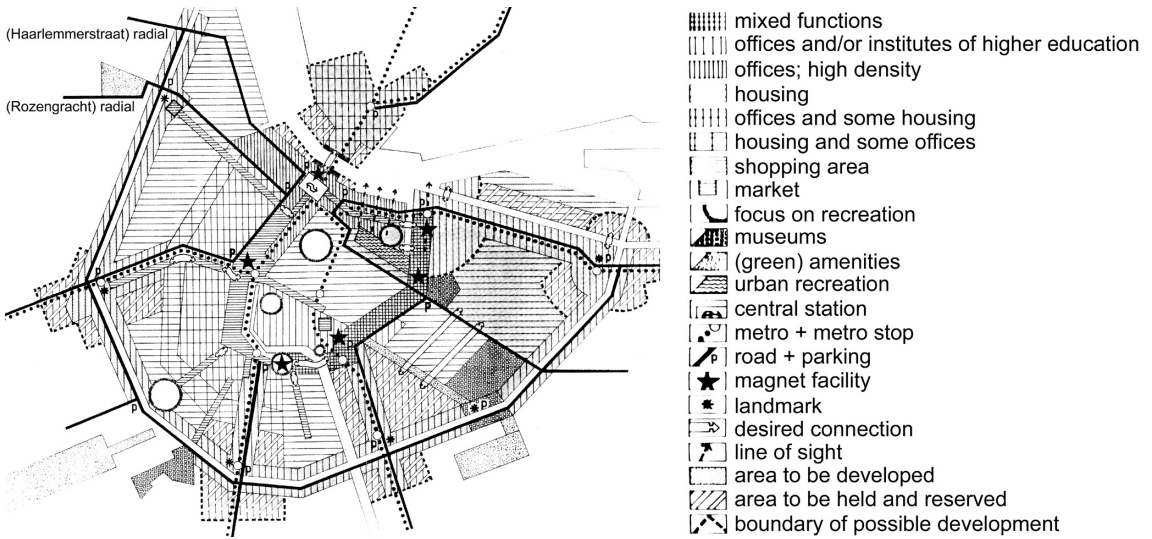 (Haarlemmerstraat) radial
(Rozengracht) radial
mixed functions
offices and/or institutes of higher education
offices; high density
housing
offices and some housing
housing and some offices
shopping area
market
focus on recreation
museums
(green) amenities
urban recreation
central station
metro + metro stop
road + parking
magnet facility
landmark
desired connection
line of sight
area to be developed
area to be held and reserved
boundary of possible development